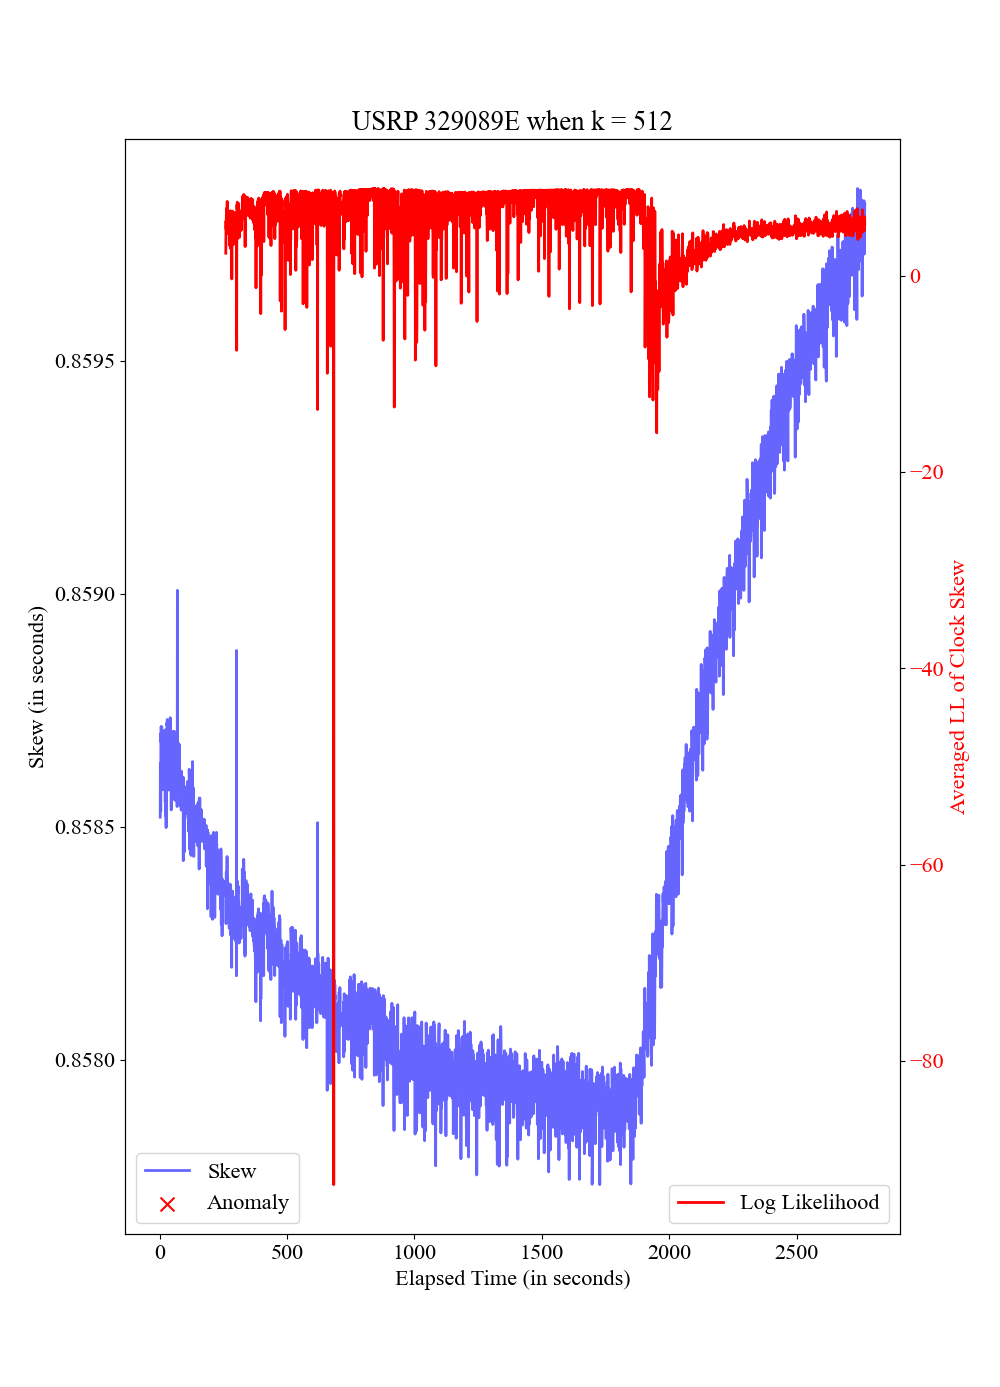 USRP 329089E when k = 512
0.8595
0.8590
0.8585
0.8580
Skew (in seconds)
0
−20
−40
−60
−80
Averaged LL of Clock Skew
Skew
Anomaly
Log Likelihood
0
500
1000
1500
2000
2500
Elapsed Time (in seconds)